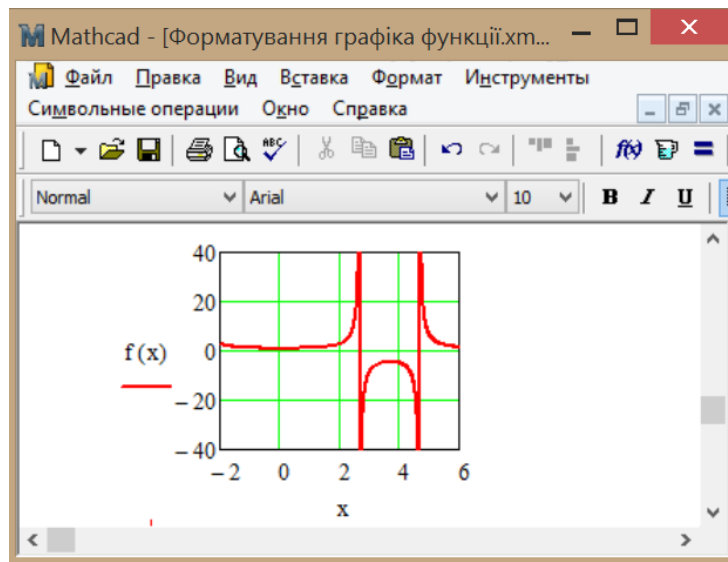 Mathcad - [Форматування графіка функції.xm...
Файл Правка Вид Вставка Формат Инструменты
Символьные операции Окно Справка
ABC
f(x)
Normal Arial 10 B I U
40
20
f(x) 0
−20
−40
−2 0 2 4 6
x